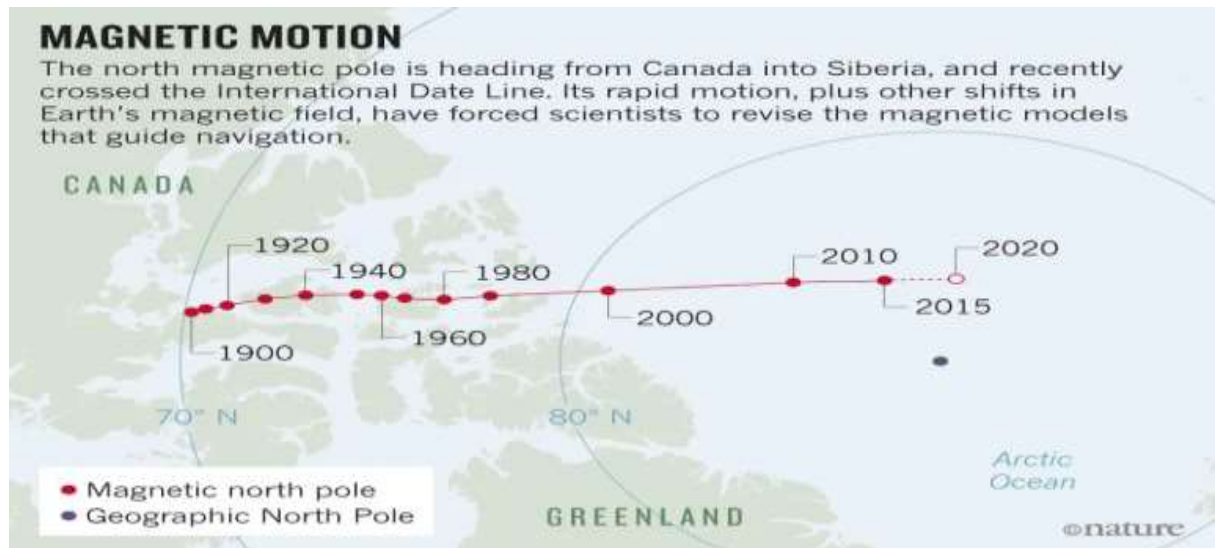 MAGNETIC MOTION
The north magnetic pole is heading from Canada into Siberia, and recently
crossed the International Date Line. Its rapid motion, plus other shifts in
Earth's magnetic field, have forced scientists to revise the magnetic models
that guide navigation.
CANADA
1920
1940
1980
2010
2020
1900
1960
2000
2015
70° N
80° N
Arctic
Ocean
Magnetic north pole
Geographic North Pole
GREENLAND
©nature